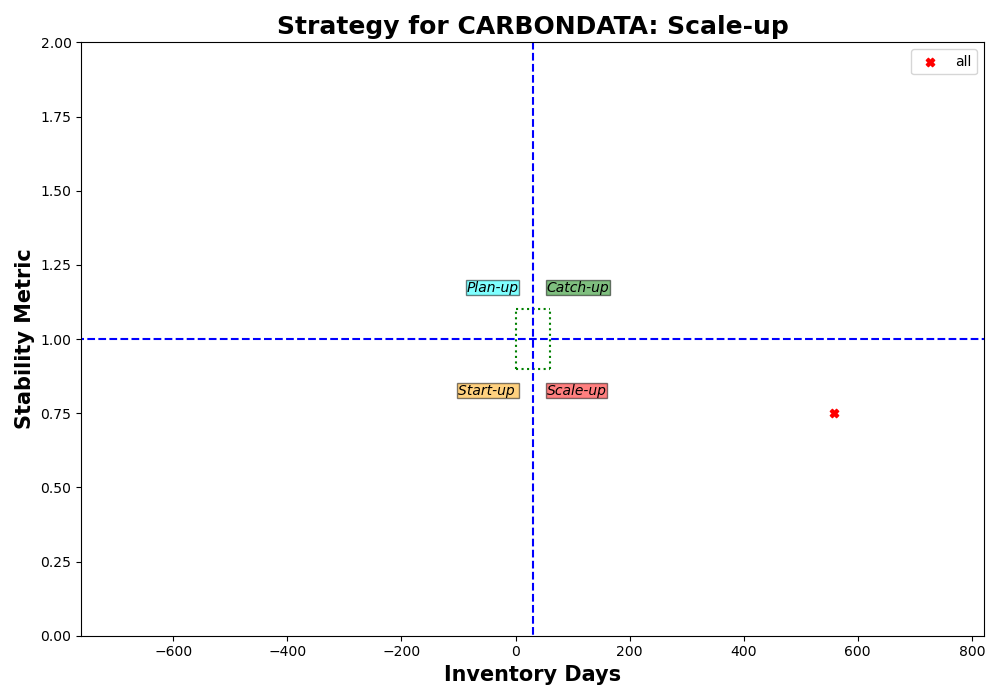 Strategy for CARBONDATA: Scale-up
2.00
all
1.75
1.50
1.25
Plan-up
Catch-up
1.00
Start-up
Scale-up
0.75
0.50
0.25
0.00
Stability Metric
−600
−400
−200
0
200
400
600
800
Inventory Days